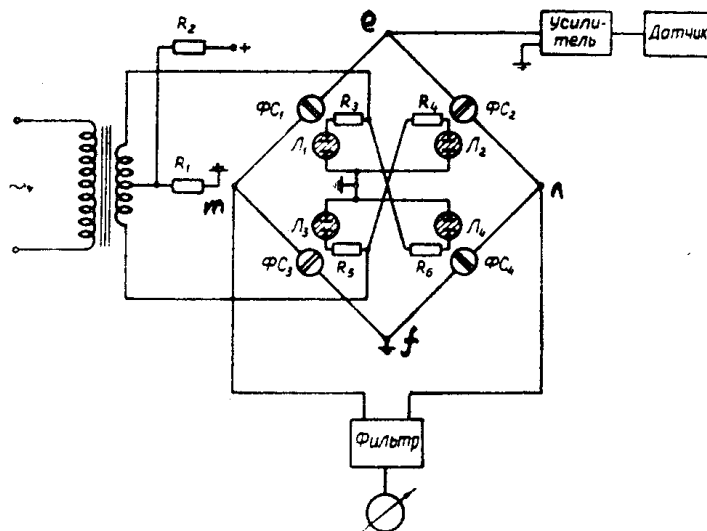 R₂
+
e
Усили-
тель
Датчик
ФС₁
R₃
R₄
ФС₂
Л₁
Л₂
R₁
m
n
~
Л₃
Л₄
ФС₃
R₅
R₆
ФС₄
f
Фильтр